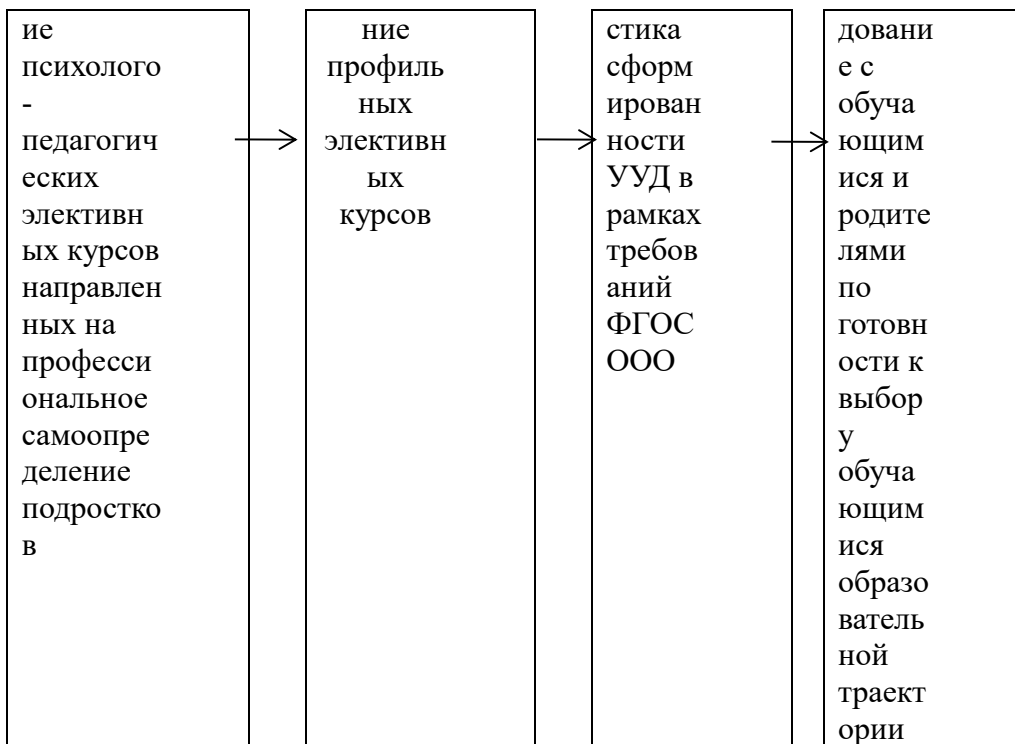 ие
психолого
-
педагогич
еских
элективн
ых курсов
направлен
ных на
професси
ональное
самоопре
деление
подростко
в
ние
профиль
ных
элективн
ых
курсов
стика
сформ
ирован
ности
УУД в
рамках
требов
аний
ФГОС
ООО
довани
е с
обуча
ющим
ися и
родите
лями
по
готовн
ости к
выбор
у
обуча
ющим
ися
образо
ватель
ной
траект
ории